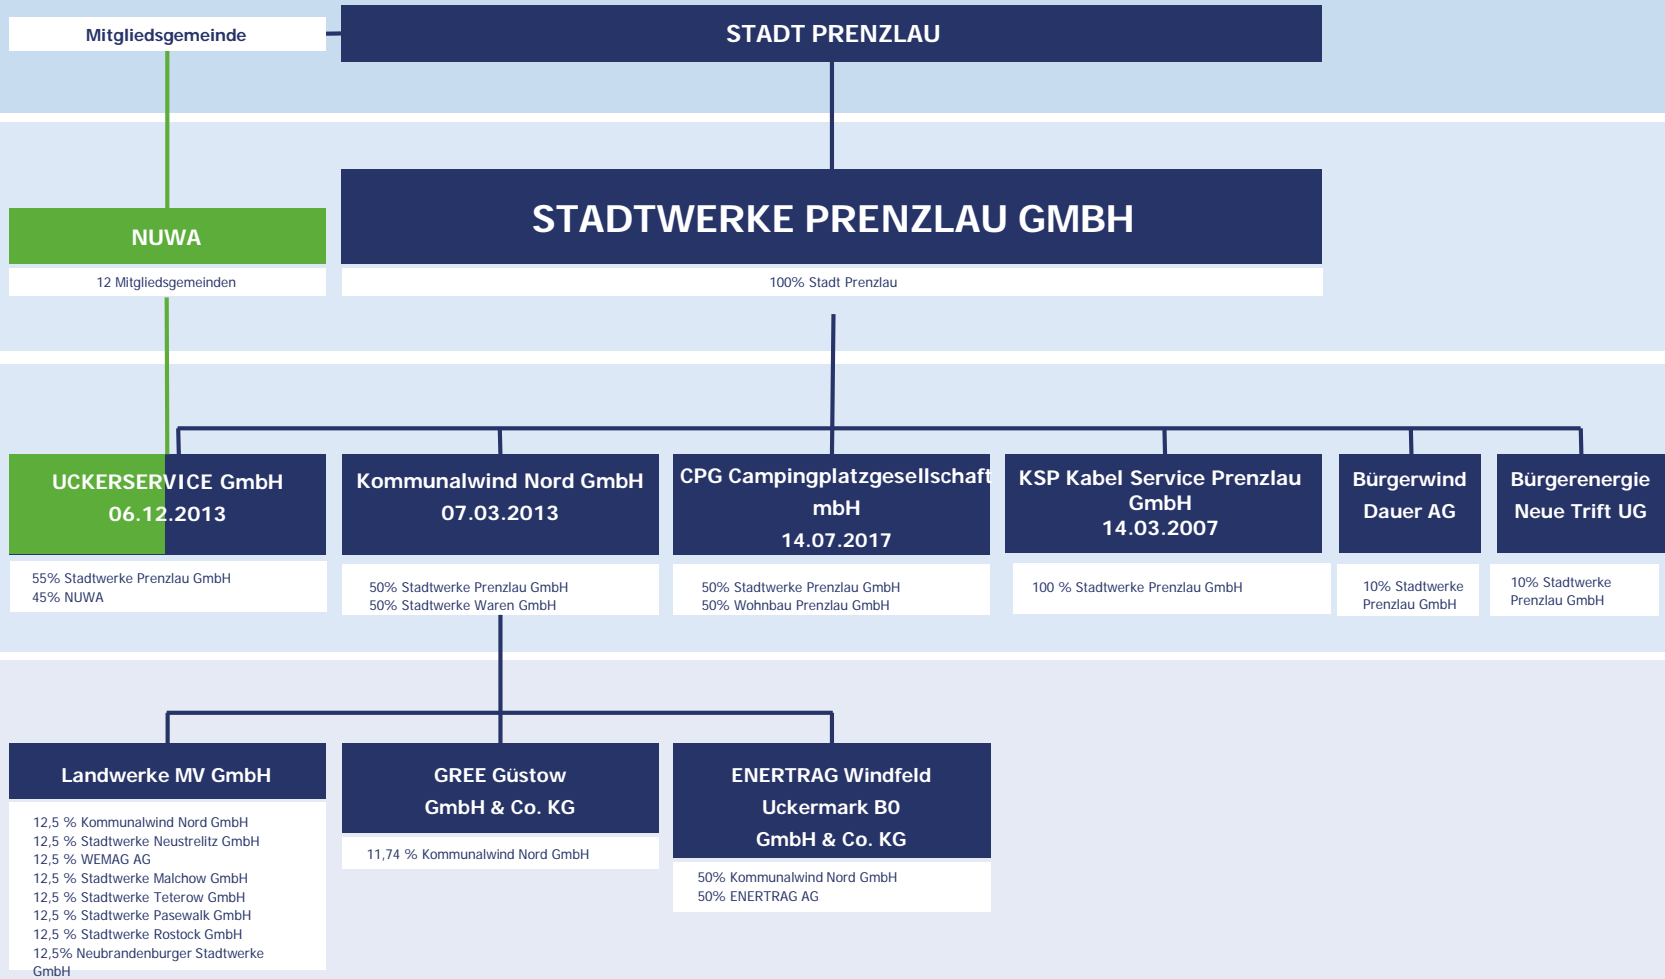 Mitgliedsgemeinde
STADT PRENZLAU
NUWA
12 Mitgliedsgemeinden
STADTWERKE PRENZLAU GMBH
100% Stadt Prenzlau
UCKERSERVICE GmbH
06.12.2013
55% Stadtwerke Prenzlau GmbH
45% NUWA
Kommunalwind Nord GmbH
07.03.2013
50% Stadtwerke Prenzlau GmbH
50% Stadtwerke Waren GmbH
CPG Campingplatzgesellschaft
mbH
14.07.2017
50% Stadtwerke Prenzlau GmbH
50% Wohnbau Prenzlau GmbH
KSP Kabel Service Prenzlau
GmbH
14.03.2007
100 % Stadtwerke Prenzlau GmbH
Bürgerwind
Dauer AG
10% Stadtwerke
Prenzlau GmbH
Bürgerenergie
Neue Trift UG
10% Stadtwerke
Prenzlau GmbH
Landwerke MV GmbH
12,5 % Kommunalwind Nord GmbH
12,5 % Stadtwerke Neustrelitz GmbH
12,5 % WEMAG AG
12,5 % Stadtwerke Malchow GmbH
12,5 % Stadtwerke Teterow GmbH
12,5 % Stadtwerke Pasewalk GmbH
12,5 % Stadtwerke Rostock GmbH
12,5% Neubrandenburger Stadtwerke
GmbH
GREE Güstow
GmbH & Co. KG
11,74 % Kommunalwind Nord GmbH
ENERTRAG Windfeld
Uckermark B0
GmbH & Co. KG
50% Kommunalwind Nord GmbH
50% ENERTRAG AG